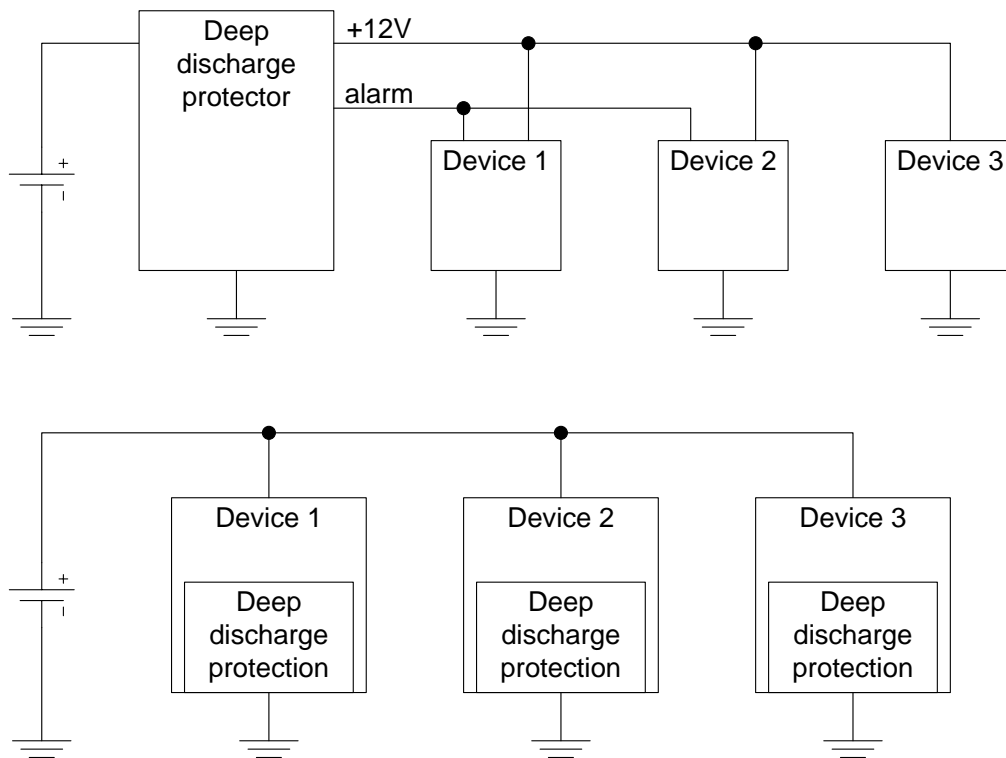 Deep
discharge
protector
+12V
alarm
Device 1
Device 2
Device 3
+
–
Device 1
Device 2
Device 3
+
–
Deep
discharge
protection
Deep
discharge
protection
Deep
discharge
protection